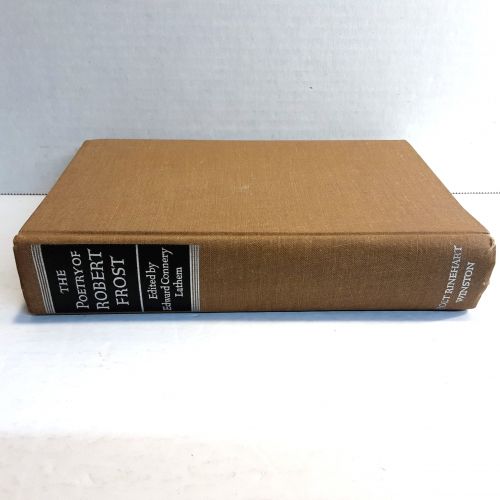 THE
POETRY OF
ROBERT
FROST
Edited by
Edward Connery
Lathem
HOLT RINEHART
WINSTON